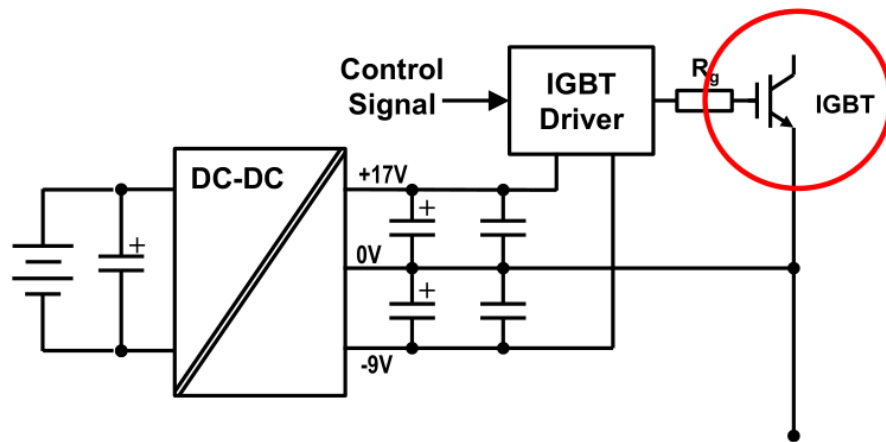 Control
Signal
IGBT
Driver
Rg
IGBT
DC-DC
+17V
0V
-9V
+
+
+